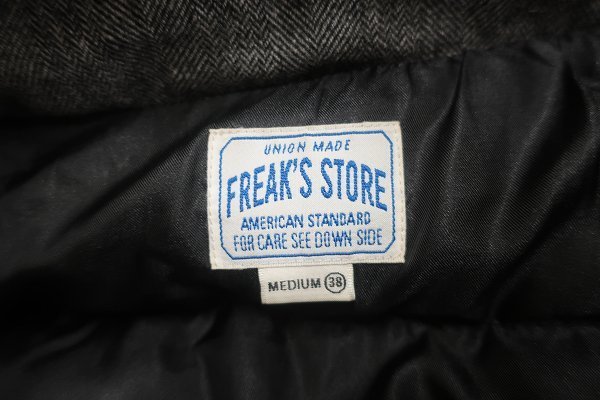 UNION MADE
FREAK'S STORE
AMERICAN STANDARD
FOR CARE SEE DOWN SIDE
MEDIUM 38